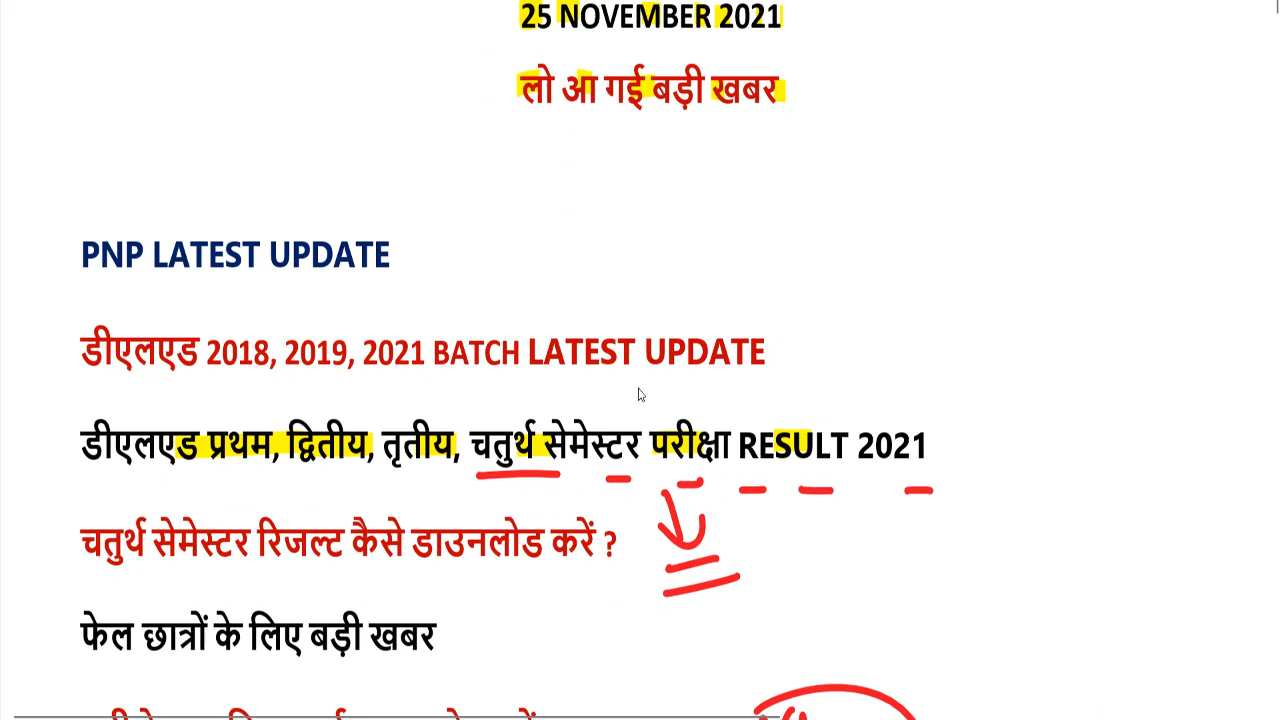 25 NOVEMBER 2021
लो आ गई बड़ी खबर
PNP LATEST UPDATE
डीएलएड 2018, 2019, 2021 BATCH LATEST UPDATE
डीएलएड प्रथम, द्वितीय, तृतीय, चतुर्थ सेमेस्टर परीक्षा RESULT 2021
चतुर्थ सेमेस्टर रिजल्ट कैसे डाउनलोड करें ?
फेल छात्रों के लिए बड़ी खबर